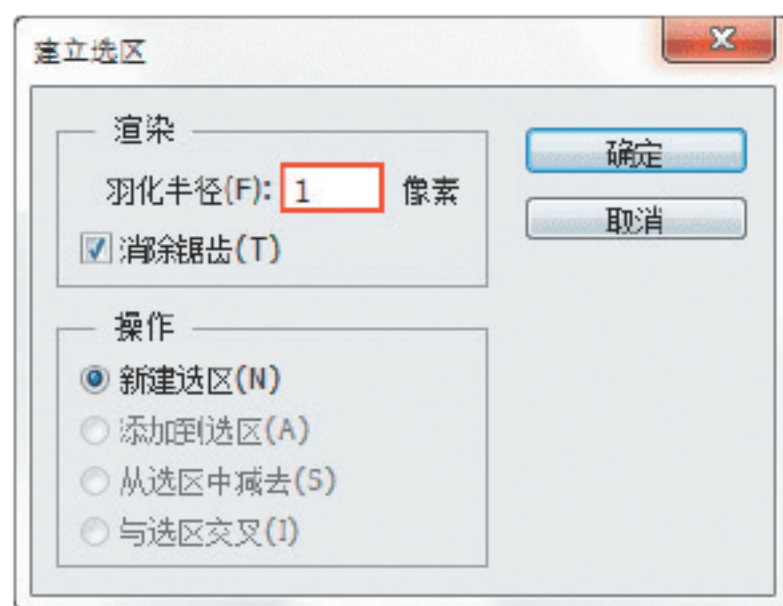 建立选区
渲染
羽化半径(F): 1 像素
消除锯齿(T)
确定
取消
操作
新建选区(N)
添加到选区(A)
从选区中减去(S)
与选区交叉(I)